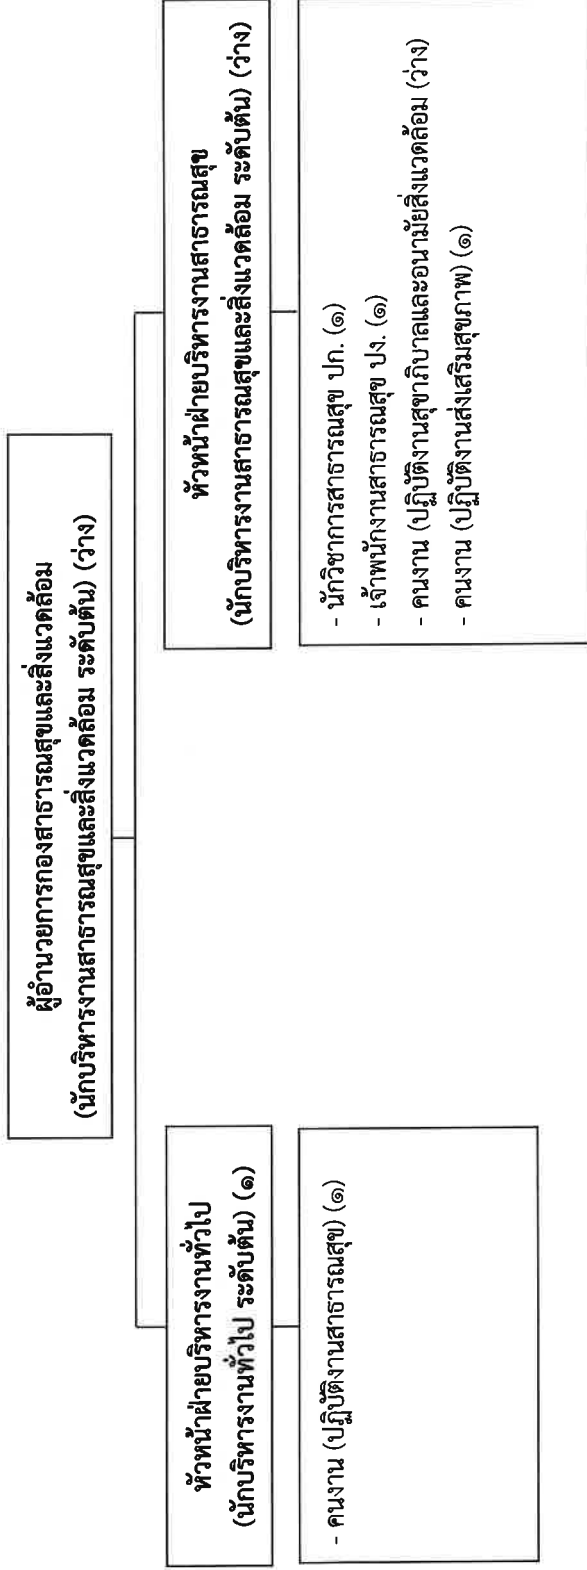 ผู้อำนวยการกองสาธารณสุขและสิ่งแวดล้อม
(นักบริหารงานสาธารณสุขและสิ่งแวดล้อม ระดับต้น) (ว่าง)
หัวหน้าฝ่ายบริหารงานทั่วไป
(นักบริหารงานทั่วไป ระดับต้น) (๑)
- คนงาน (ปฏิบัติงานสาธารณสุข) (๑)
หัวหน้าฝ่ายบริหารงานสาธารณสุข
(นักบริหารงานสาธารณสุขและสิ่งแวดล้อม ระดับต้น) (ว่าง)
- นักวิชาการสาธารณสุข ปก. (๑)
- เจ้าพนักงานสาธารณสุข ปง. (๑)
- คนงาน (ปฏิบัติงานสุขาภิบาลและอนามัยสิ่งแวดล้อม (ว่าง)
- คนงาน (ปฏิบัติงานส่งเสริมสุขภาพ) (๑)